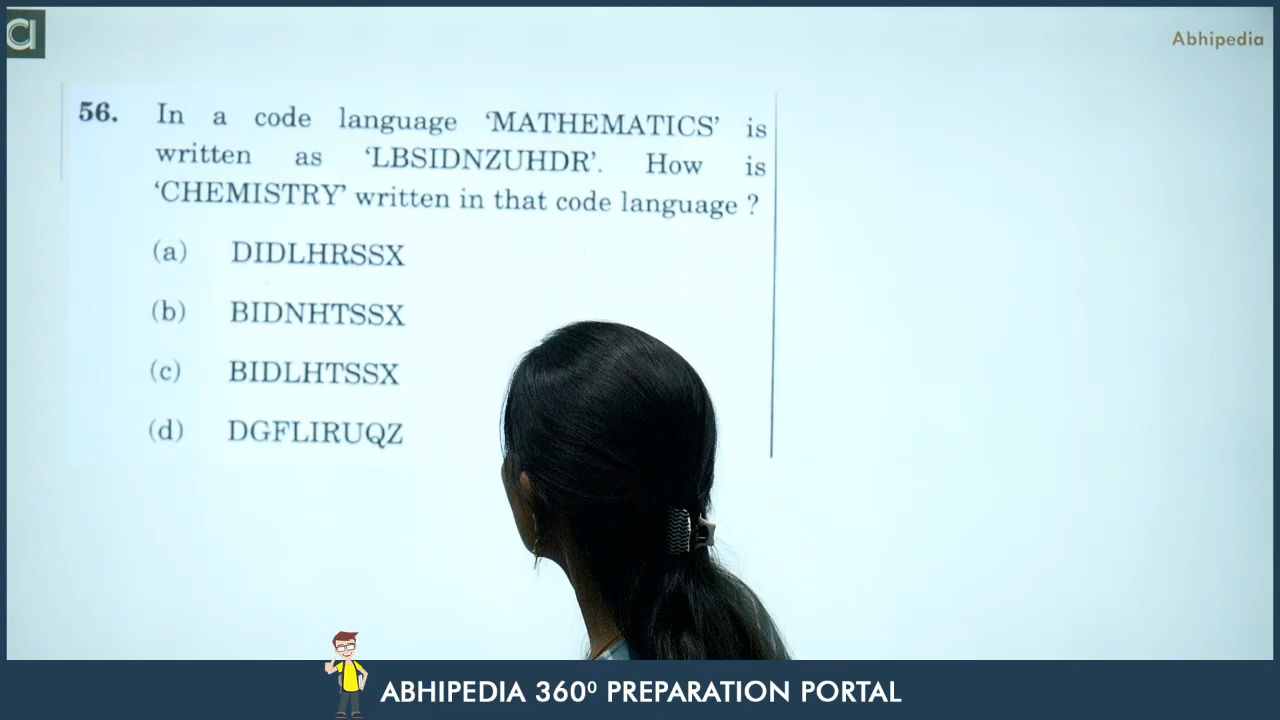 a
Abhipedia
56. In a code language ‘MATHEMATICS’ is
written as ‘LBSIDNZUHDR’. How is
‘CHEMISTRY’ written in that code language ?
(a) DIDLHRSSX
(b) BIDNHTSSX
(c) BIDLHTSSX
(d) DGFLIRUQZ
ABHIPEDIA 360⁰ PREPARATION PORTAL